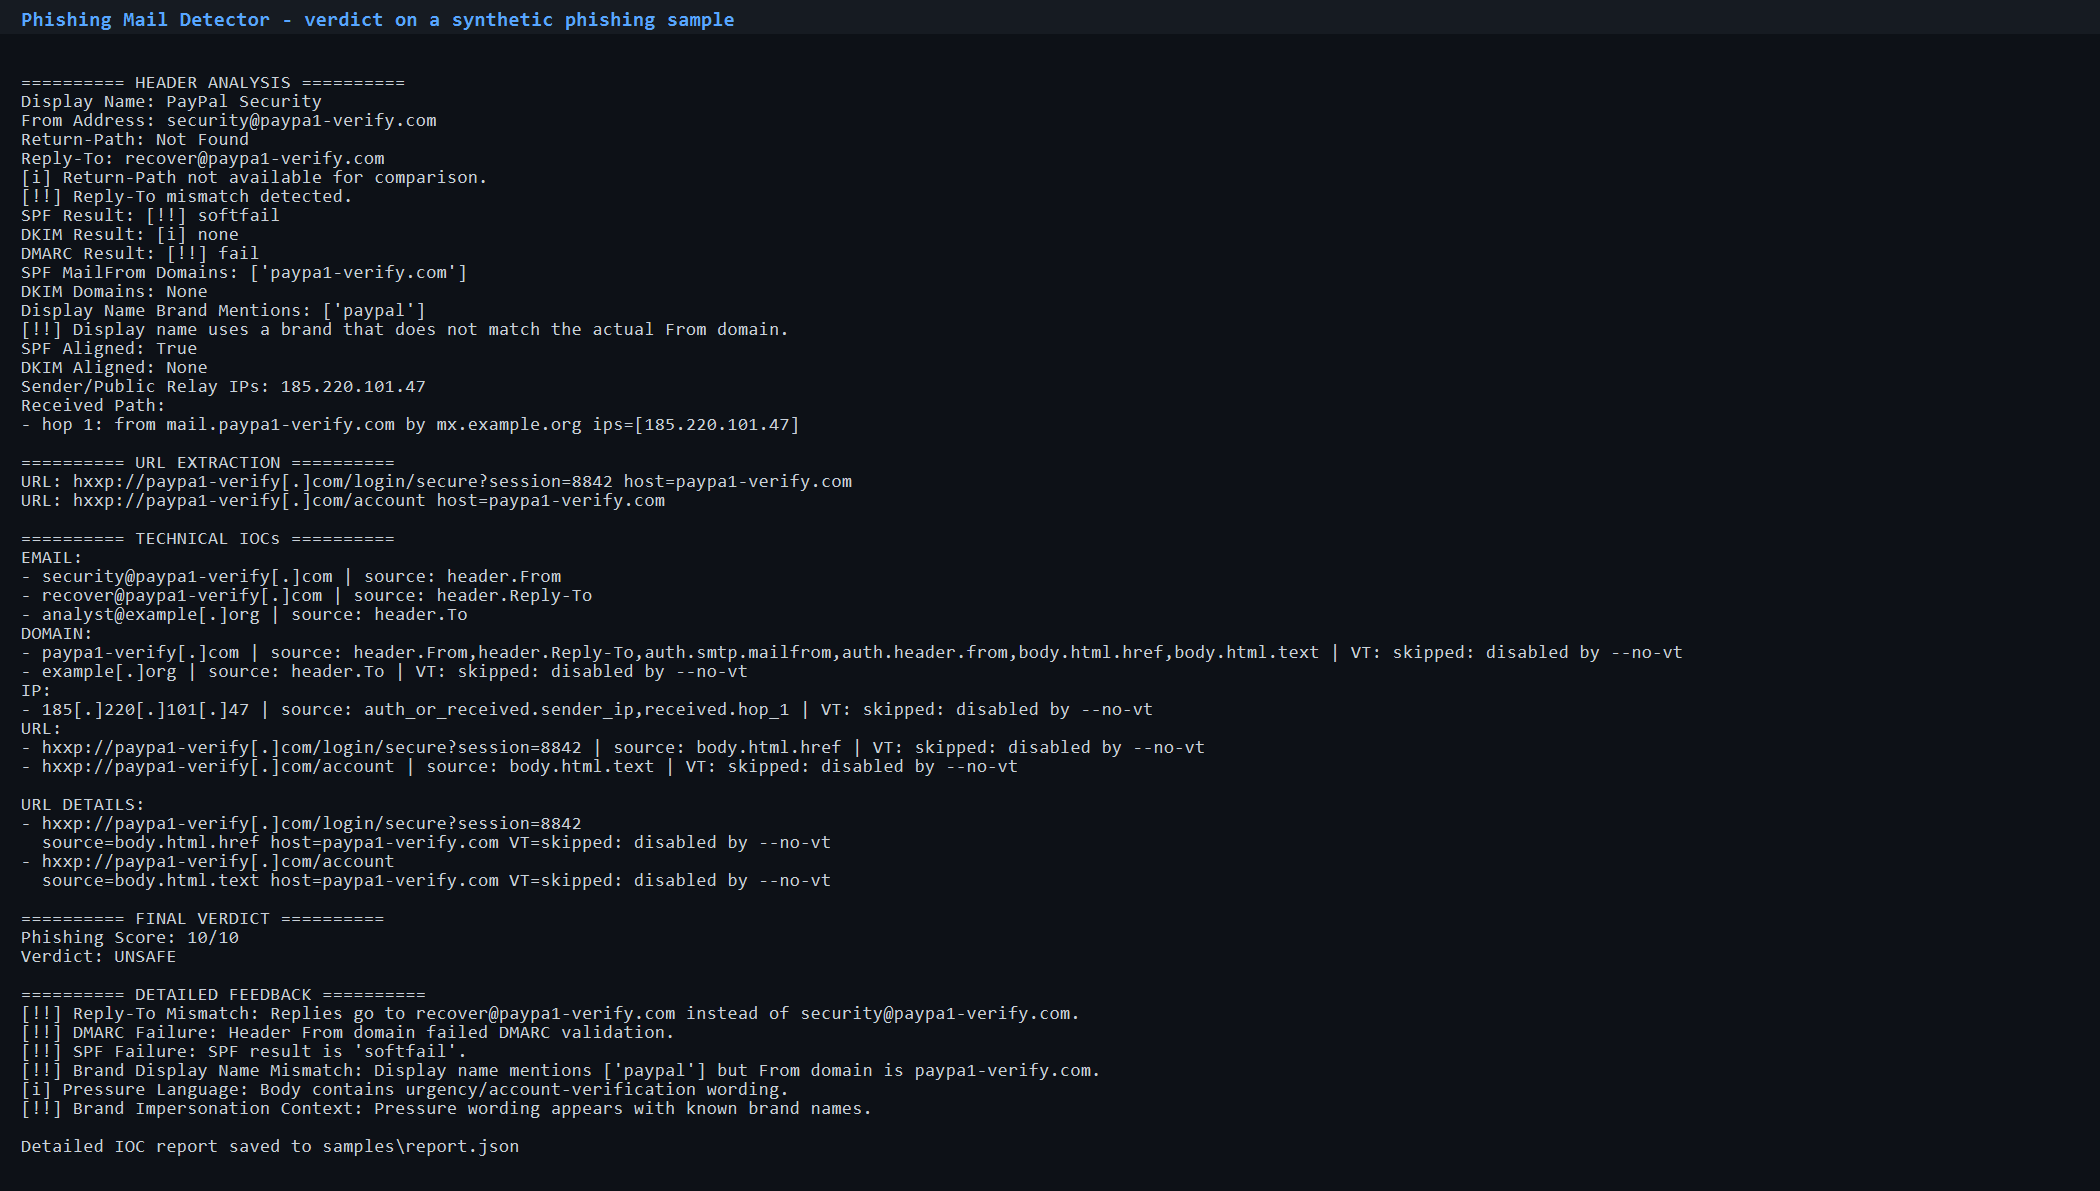 Phishing Mail Detector - verdict on a synthetic phishing sample
========== HEADER ANALYSIS ==========
Display Name: PayPal Security
From Address: security@paypa1-verify.com
Return-Path: Not Found
Reply-To: recover@paypa1-verify.com
[i] Return-Path not available for comparison.
[!!] Reply-To mismatch detected.
SPF Result: [!!] softfail
DKIM Result: [i] none
DMARC Result: [!!] fail
SPF MailFrom Domains: ['paypa1-verify.com']
DKIM Domains: None
Display Name Brand Mentions: ['paypal']
[!!] Display name uses a brand that does not match the actual From domain.
SPF Aligned: True
DKIM Aligned: None
Sender/Public Relay IPs: 185.220.101.47
Received Path:
- hop 1: from mail.paypa1-verify.com by mx.example.org ips=[185.220.101.47]
========== URL EXTRACTION ==========
URL: hxxp://paypa1-verify[.]com/login/secure?session=8842 host=paypa1-verify.com
URL: hxxp://paypa1-verify[.]com/account host=paypa1-verify.com
========== TECHNICAL IOCs ==========
EMAIL:
- security@paypa1-verify[.]com | source: header.From
- recover@paypa1-verify[.]com | source: header.Reply-To
- analyst@example[.]org | source: header.To
DOMAIN:
- paypa1-verify[.]com | source: header.From,header.Reply-To,auth.smtp.mailfrom,auth.header.from,body.html.href,body.html.text | VT: skipped: disabled by --no-vt
- example[.]org | source: header.To | VT: skipped: disabled by --no-vt
IP:
- 185[.]220[.]101[.]47 | source: auth_or_received.sender_ip,received.hop_1 | VT: skipped: disabled by --no-vt
URL:
- hxxp://paypa1-verify[.]com/login/secure?session=8842 | source: body.html.href | VT: skipped: disabled by --no-vt
- hxxp://paypa1-verify[.]com/account | source: body.html.text | VT: skipped: disabled by --no-vt
URL DETAILS:
- hxxp://paypa1-verify[.]com/login/secure?session=8842
source=body.html.href host=paypa1-verify.com VT=skipped: disabled by --no-vt
- hxxp://paypa1-verify[.]com/account
source=body.html.text host=paypa1-verify.com VT=skipped: disabled by --no-vt
========== FINAL VERDICT ==========
Phishing Score: 10/10
Verdict: UNSAFE
========== DETAILED FEEDBACK ==========
[!!] Reply-To Mismatch: Replies go to recover@paypa1-verify.com instead of security@paypa1-verify.com.
[!!] DMARC Failure: Header From domain failed DMARC validation.
[!!] SPF Failure: SPF result is 'softfail'.
[!!] Brand Display Name Mismatch: Display name mentions ['paypal'] but From domain is paypa1-verify.com.
[i] Pressure Language: Body contains urgency/account-verification wording.
[!!] Brand Impersonation Context: Pressure wording appears with known brand names.
Detailed IOC report saved to samples\report.json